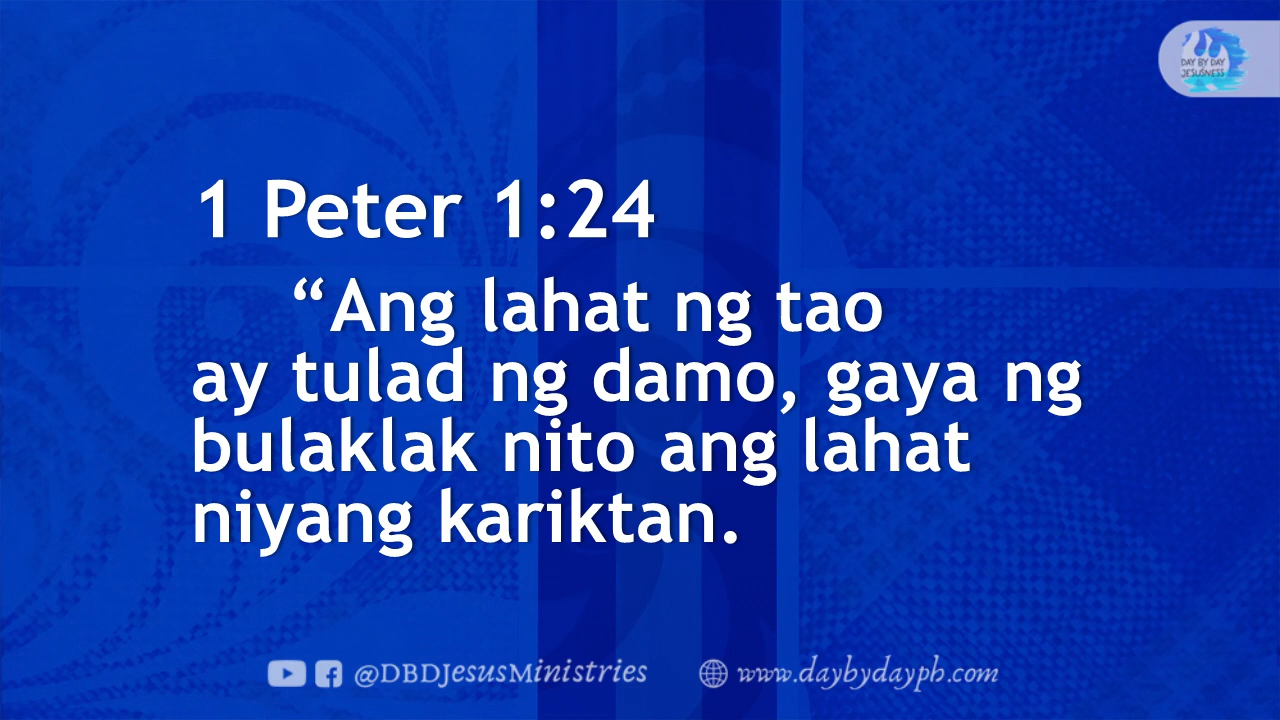 DAY BY DAY
JESUSNESS
1 Peter 1:24
“Ang lahat ng tao
ay tulad ng damo, gaya ng
bulaklak nito ang lahat
niyang kariktan.
@DBDJesusMinistries
www.daybydayph.com